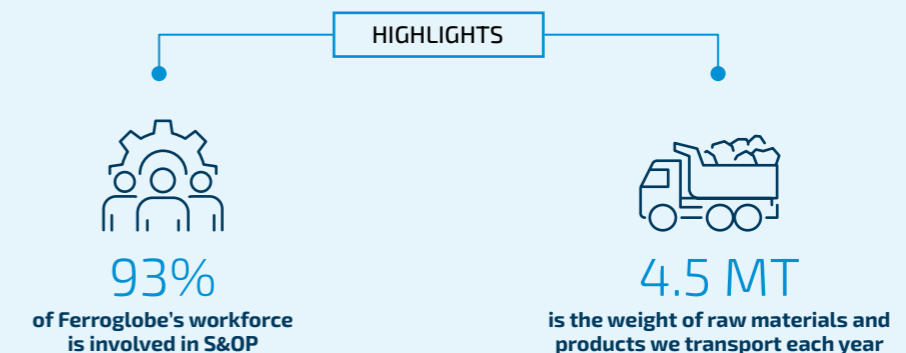 HIGHLIGHTS
93%
of Ferroglobe's workforce
is involved in S&OP
4.5 MT
is the weight of raw materials and
products we transport each year